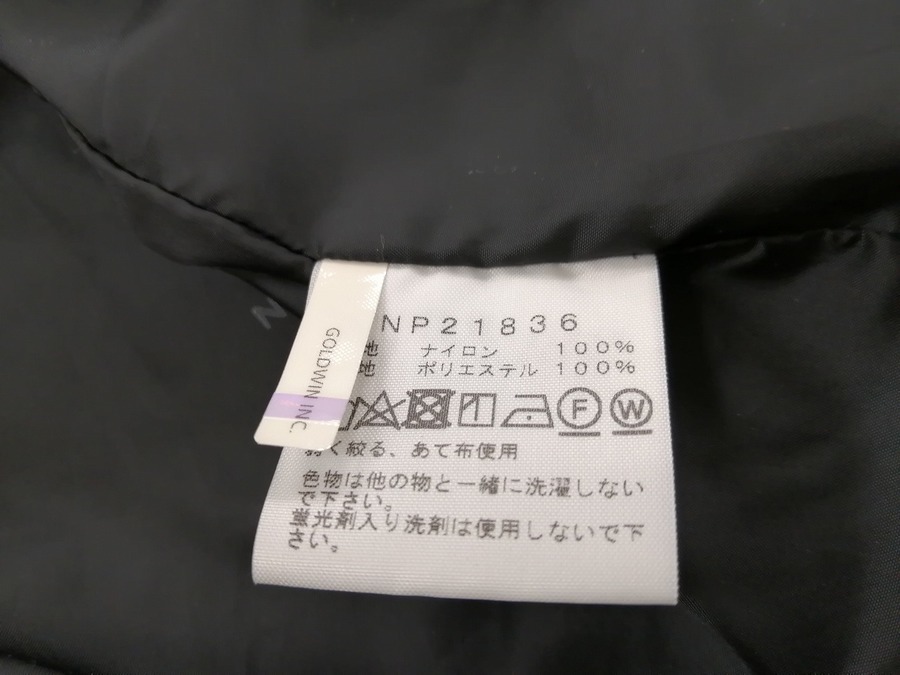 NP21836
地 ナイロン 100%
地 ポリエステル 100%
GOLDWIN INC.
F W
弱く絞る、あて布使用
色物は他の物と一緒に洗濯しない
で下さい。
蛍光剤入り洗剤は使用しないで下
さい。